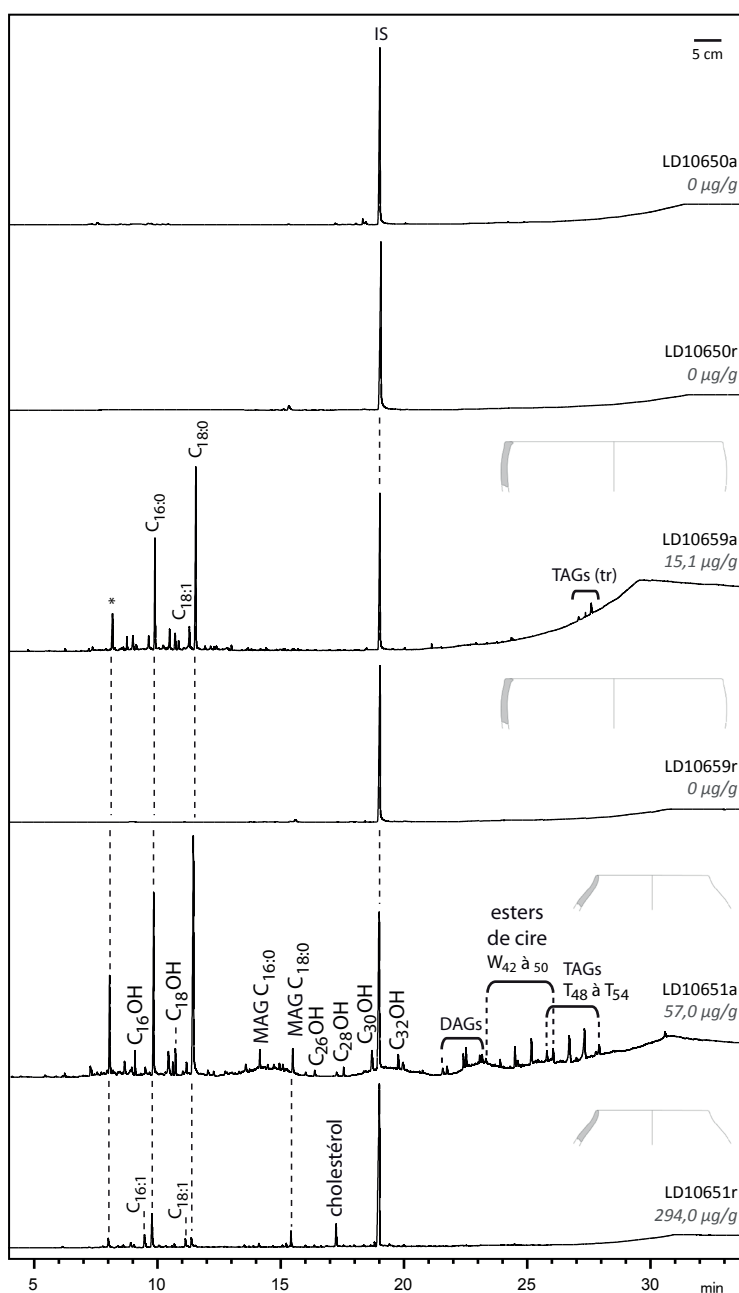 IS
5 cm
LD10650a
0 µg/g
LD10650r
0 µg/g
C18:0
C16:0
C18:1
*
TAGs (tr)
LD10659a
15,1 µg/g
LD10659r
0 µg/g
esters
de cire
W42 à 50
TAGs
T48 à T54
DAGs
C16OH
C18OH
MAG C16:0
MAG C18:0
C26OH
C28OH
C30OH
C32OH
LD10651a
57,0 µg/g
C16:1
C18:1
cholestérol
LD10651r
294,0 µg/g
5 10 15 20 25 30 min